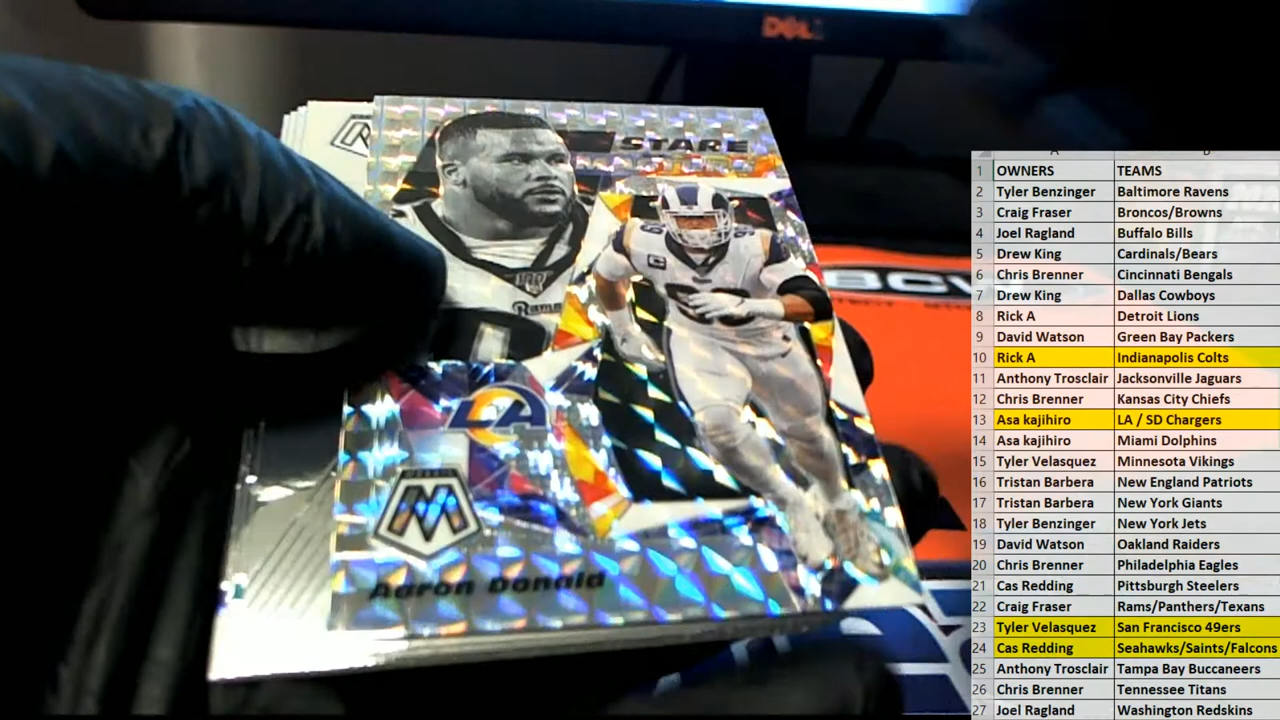 DELL
STARE
99
100
Rams
LA
M
Aaron Donald
A B
1 OWNERS TEAMS
2 Tyler Benzinger Baltimore Ravens
3 Craig Fraser Broncos/Browns
4 Joel Ragland Buffalo Bills
5 Drew King Cardinals/Bears
6 Chris Brenner Cincinnati Bengals
7 Drew King Dallas Cowboys
8 Rick A Detroit Lions
9 David Watson Green Bay Packers
10 Rick A Indianapolis Colts
11 Anthony Trosclair Jacksonville Jaguars
12 Chris Brenner Kansas City Chiefs
13 Asa kajihiro LA / SD Chargers
14 Asa kajihiro Miami Dolphins
15 Tyler Velasquez Minnesota Vikings
16 Tristan Barbera New England Patriots
17 Tristan Barbera New York Giants
18 Tyler Benzinger New York Jets
19 David Watson Oakland Raiders
20 Chris Brenner Philadelphia Eagles
21 Cas Redding Pittsburgh Steelers
22 Craig Fraser Rams/Panthers/Texans
23 Tyler Velasquez San Francisco 49ers
24 Cas Redding Seahawks/Saints/Falcons
25 Anthony Trosclair Tampa Bay Buccaneers
26 Chris Brenner Tennessee Titans
27 Joel Ragland Washington Redskins